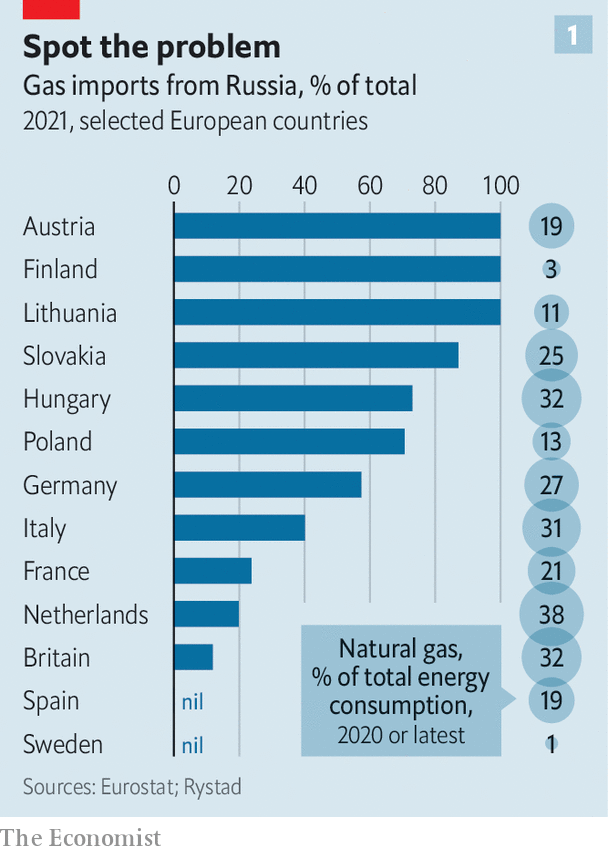 Spot the problem
1
Gas imports from Russia, % of total
2021, selected European countries
0 20 40 60 80 100
Austria 19
Finland 3
Lithuania 11
Slovakia 25
Hungary 32
Poland 13
Germany 27
Italy 31
France 21
Netherlands 38
Britain 32
Spain nil 19
Sweden nil 1
Natural gas,
% of total energy
consumption,
2020 or latest
Sources: Eurostat; Rystad
The Economist